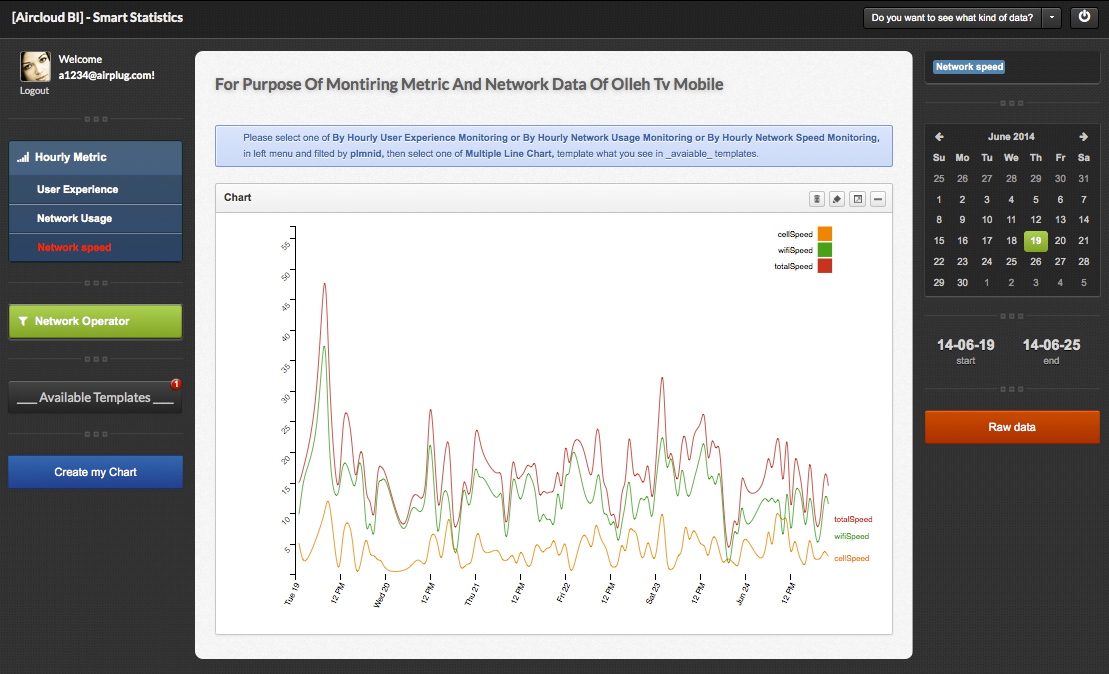 [Aircloud BI] - Smart Statistics
Do you want to see what kind of data?
Welcome
a1234@airplug.com!
Logout
Hourly Metric
User Experience
Network Usage
Network speed
Network Operator
1
___ Available Templates ___
Create my Chart
For Purpose Of Montiring Metric And Network Data Of Olleh Tv Mobile
Please select one of By Hourly User Experience Monitoring or By Hourly Network Usage Monitoring or By Hourly Network Speed Monitoring,
in left menu and filted by plmnid, then select one of Multiple Line Chart, template what you see in _avaiable_ templates.
Chart
cellSpeed
wifiSpeed
totalSpeed
55
50
45
40
35
30
25
20
15
10
5
totalSpeed
wifiSpeed
cellSpeed
Tue 19
12 PM
Wed 20
12 PM
Thu 21
12 PM
Fri 22
12 PM
Sat 23
12 PM
Jun 24
12 PM
Network speed
June 2014
Su Mo Tu We Th Fr Sa
25 26 27 28 29 30 31
1 2 3 4 5 6 7
8 9 10 11 12 13 14
15 16 17 18 19 20 21
22 23 24 25 26 27 28
29 30 1 2 3 4 5
14-06-19 14-06-25
start end
Raw data